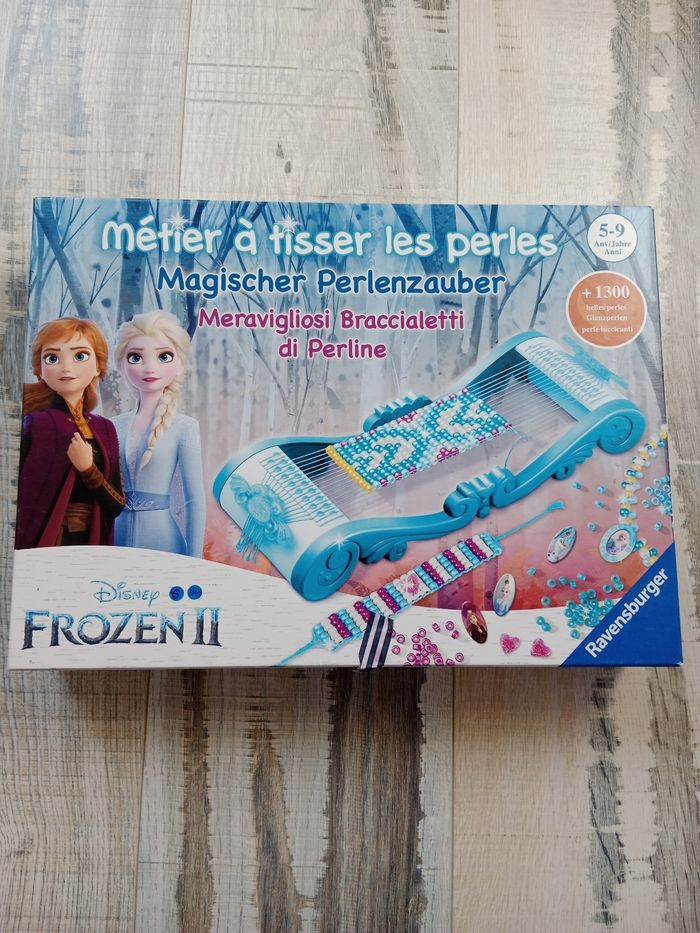 Métier à tisser les perles
Magischer Perlenzauber
Meravigliosi Braccialetti
di Perline
5-9
Ans/Jahre
Anni
+ 1300
belles perles
Glanzperlen
perle luccicanti
Disney
FROZEN II
Ravensburger